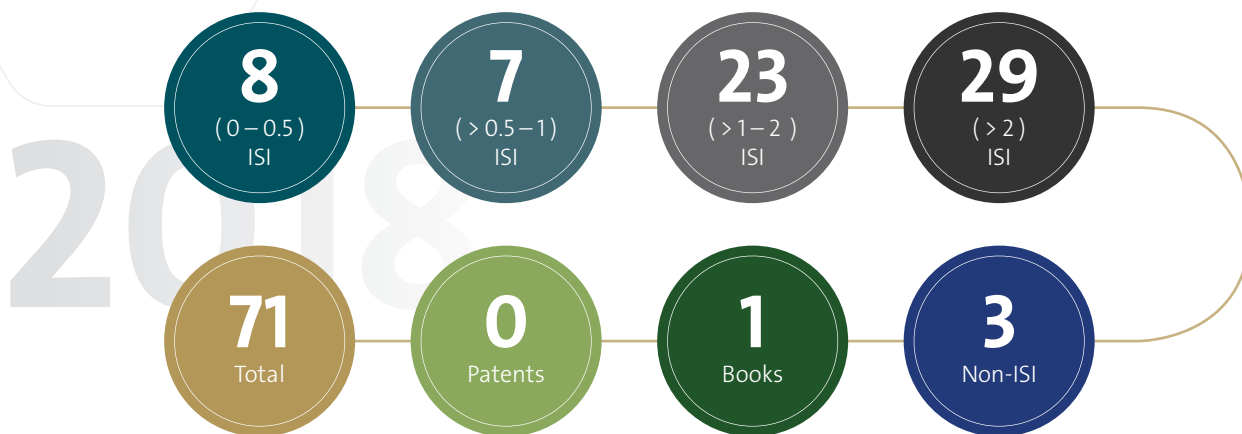 8
( 0 – 0.5 )
ISI
7
( > 0.5 – 1 )
ISI
23
( > 1 – 2 )
ISI
29
( > 2 )
ISI
2018
71
Total
0
Patents
1
Books
3
Non-ISI